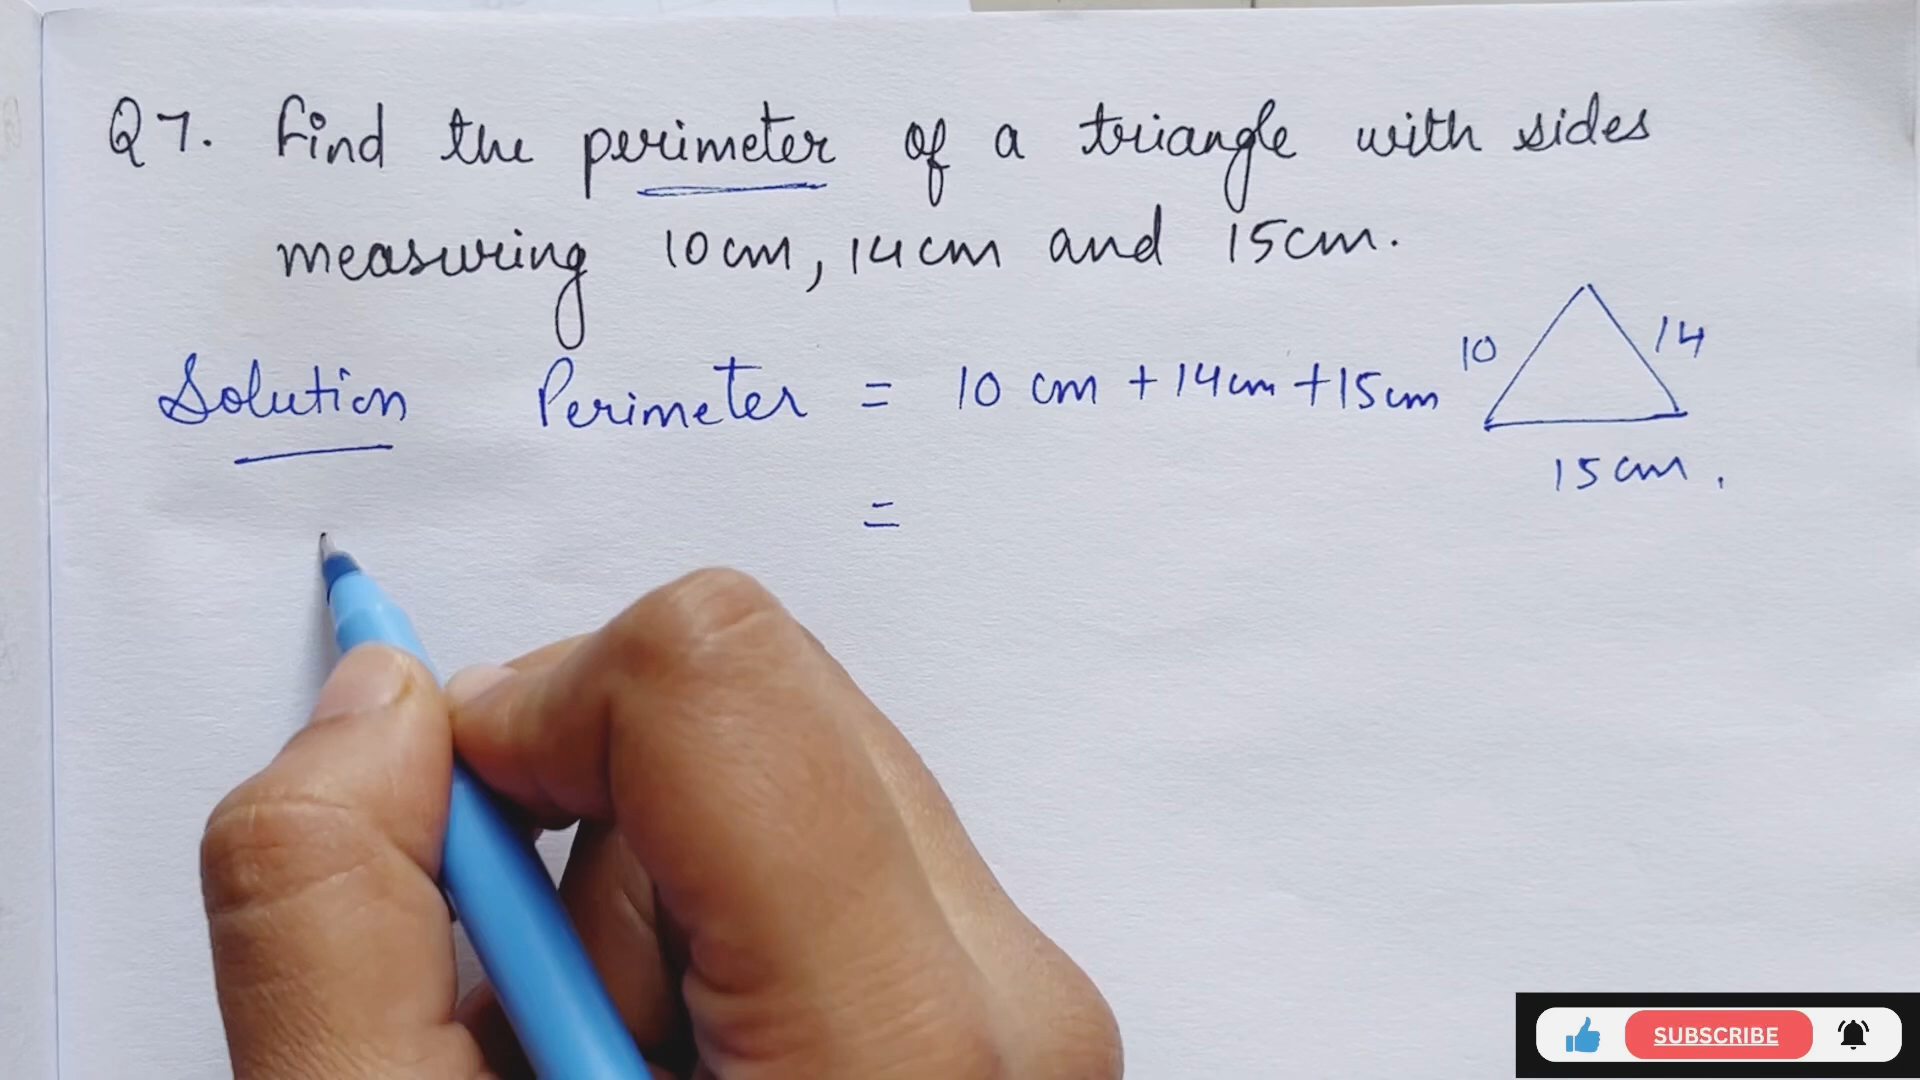 Q7. Find the perimeter of a triangle with sides
measuring 10cm, 14cm and 15cm.
Solution Perimeter = 10 cm + 14cm + 15cm
=
10
14
15cm.
SUBSCRIBE